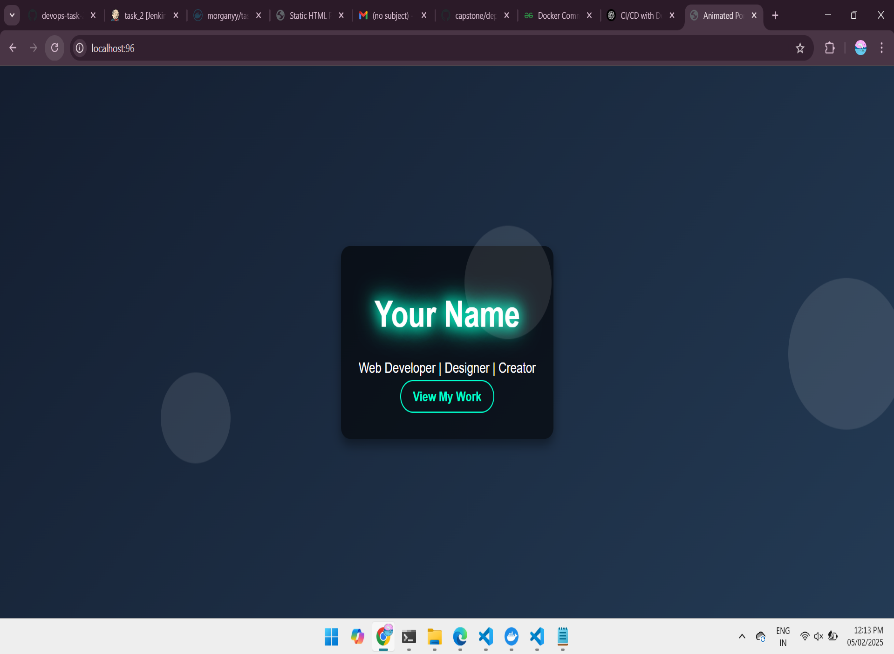 devops-task
task_2 [Jenki
morganyy/ta
Static HTML
(no subject)
capstone/de
Docker Com
CI/CD with D
Animated Po
localhost:96
Your Name
Web Developer | Designer | Creator
View My Work
ENG
IN
12:13 PM
05/02/2025